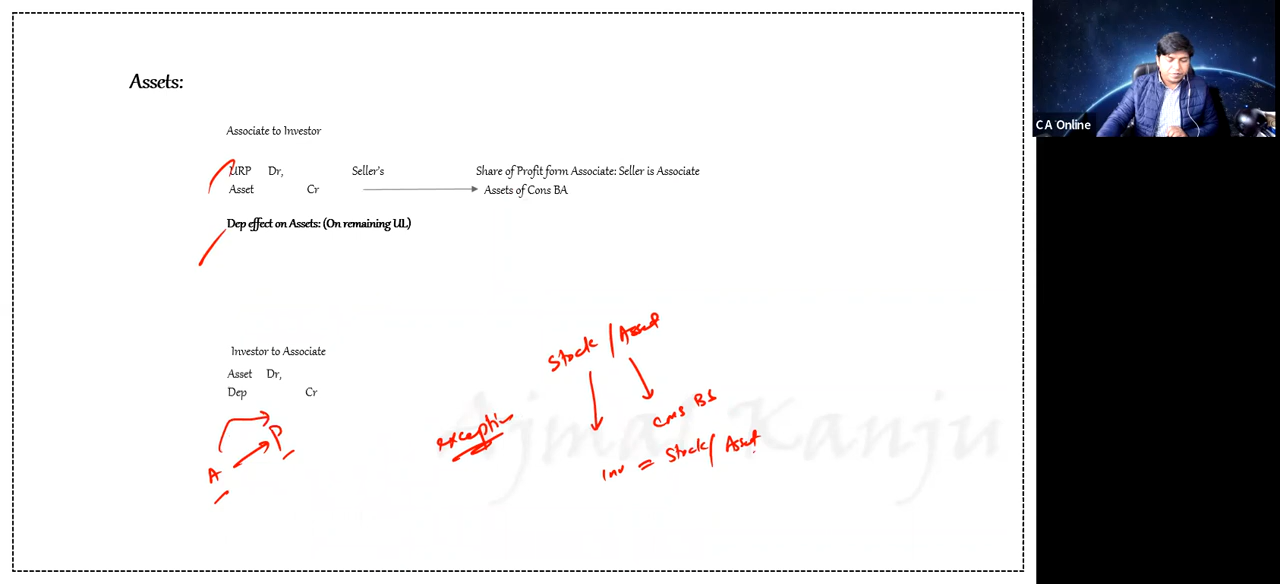 Assets:
Associate to Investor
URP Dr, Seller's Share of Profit form Associate: Seller is Associate
Asset Cr Assets of Cons BA
Dep effect on Assets: (On remaining UL)
Stock / Asset
Investor to Associate
Asset Dr,
Dep Cr
Cons BS
exception
P
A
Inv = Stock / Asset
Ajmal Kanju
C A Online